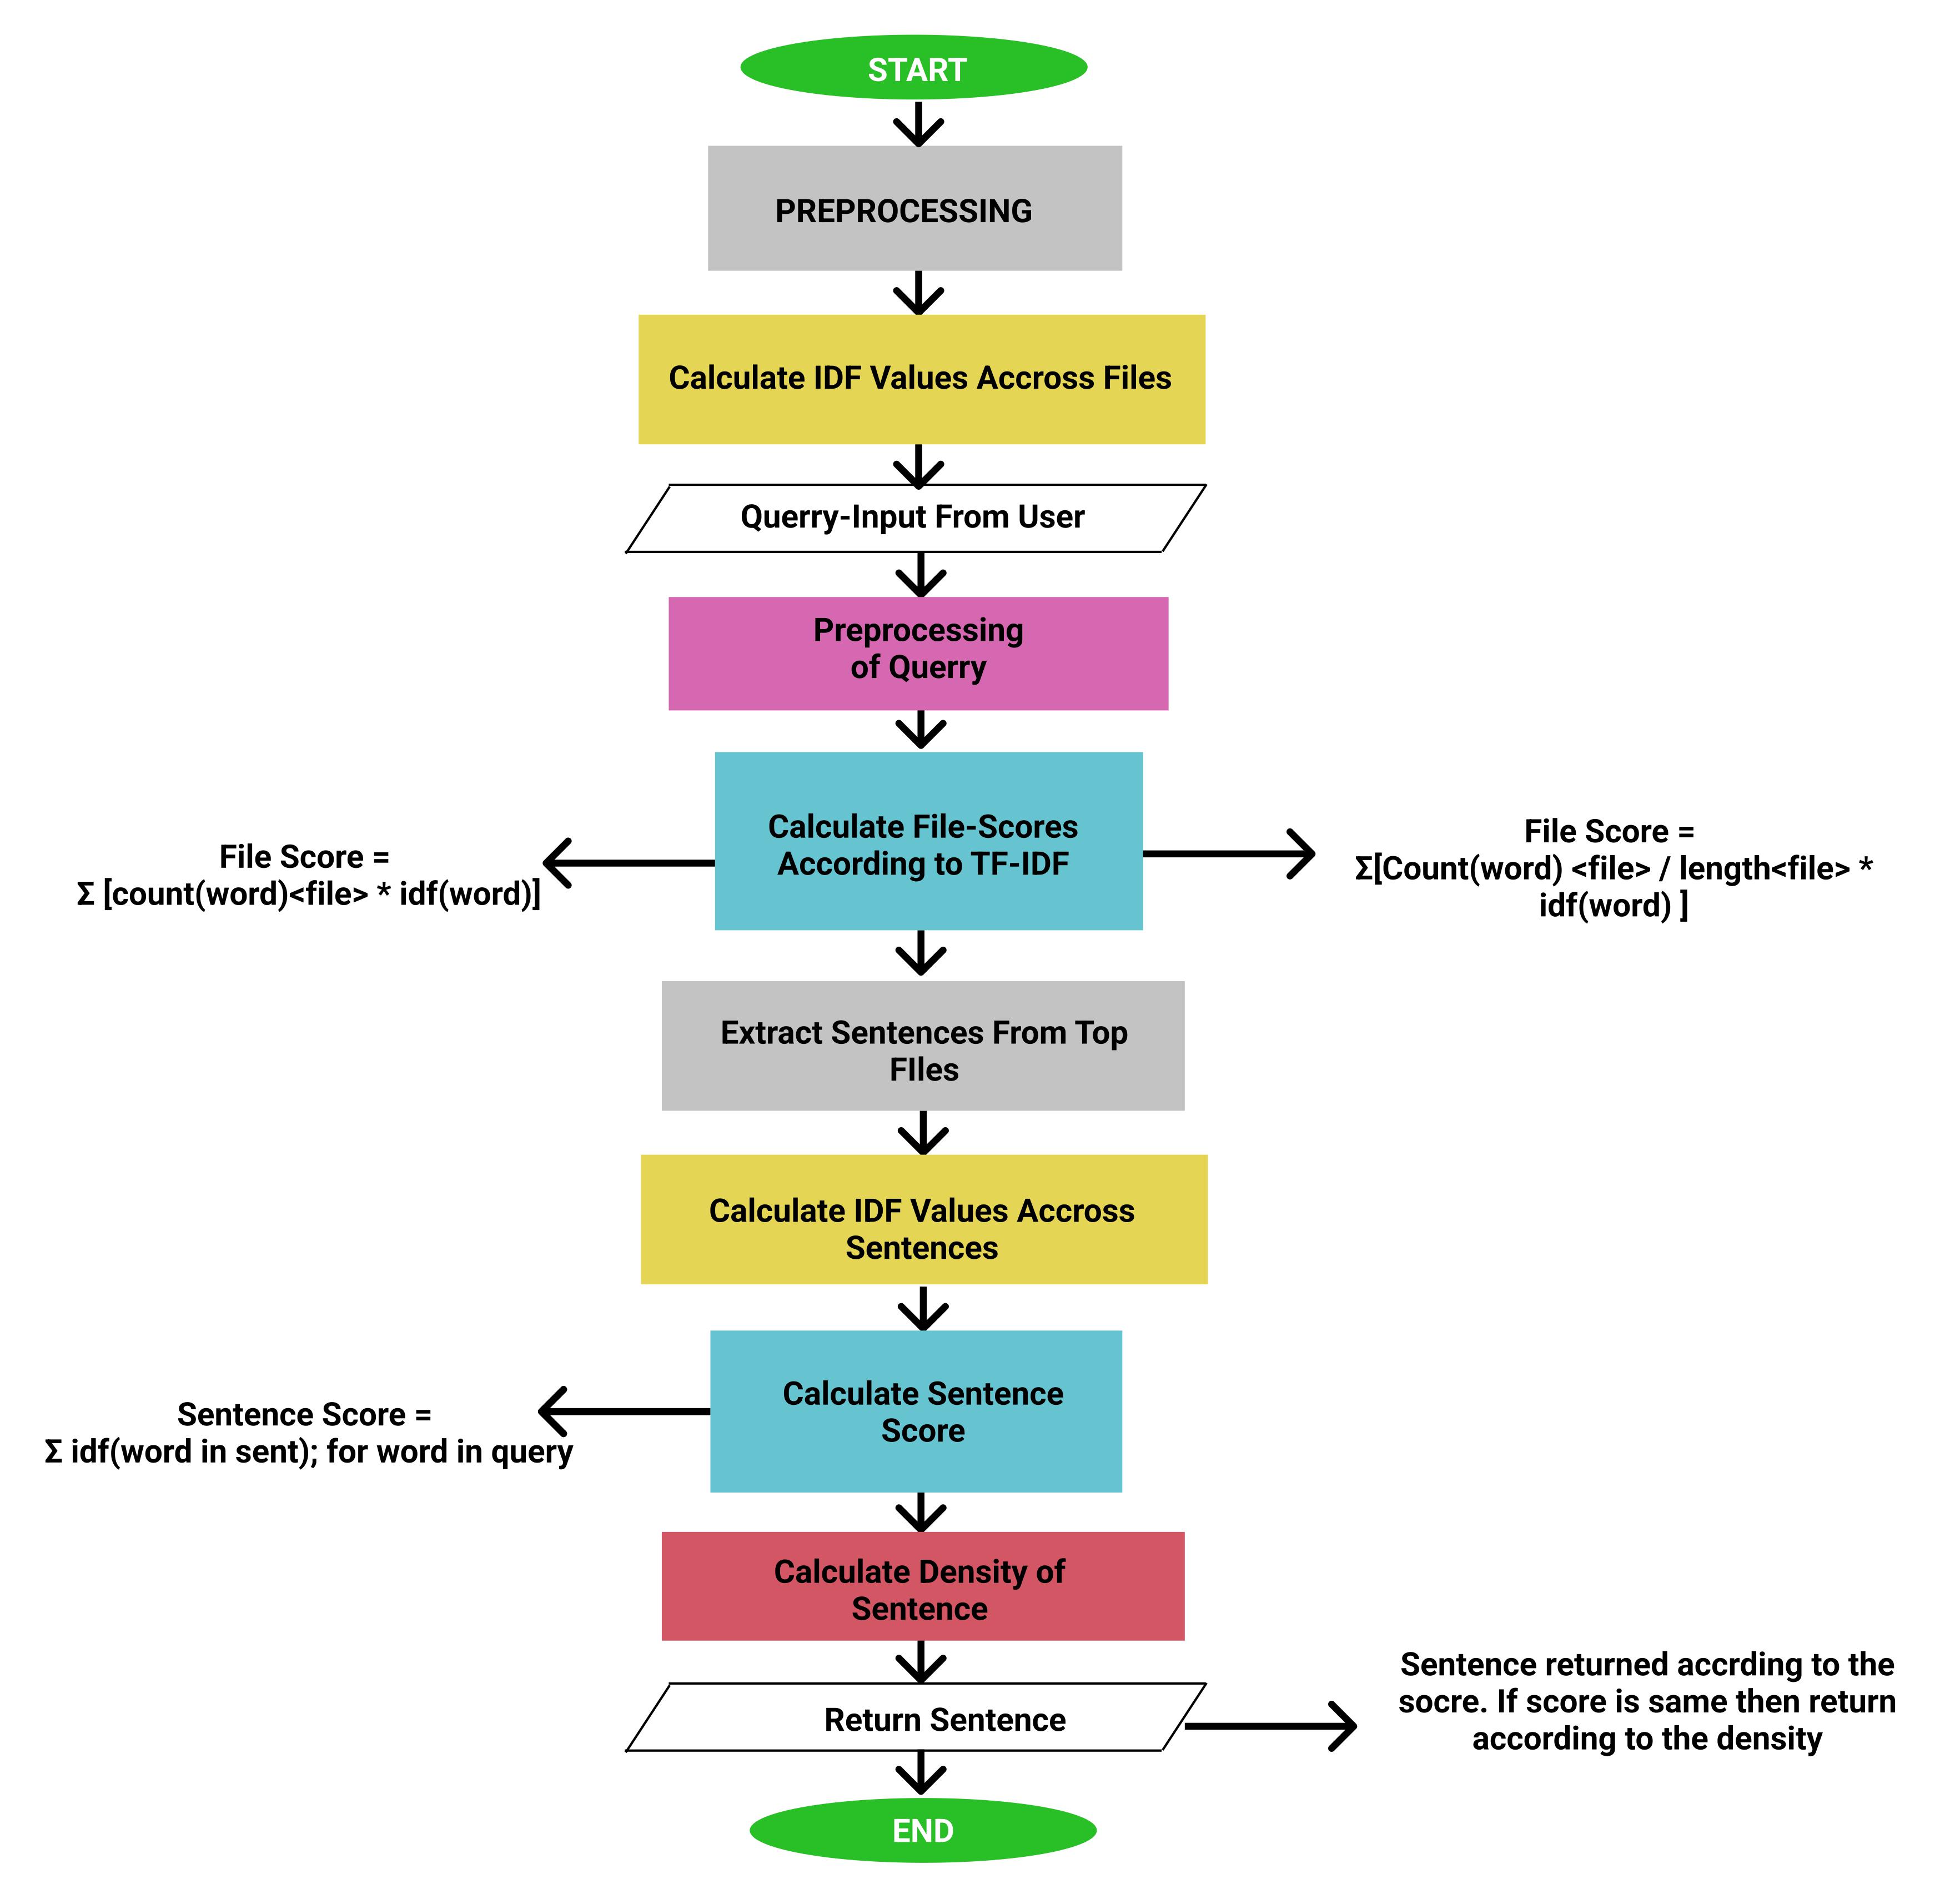 START
PREPROCESSING
Calculate IDF Values Accross Files
Querry-Input From User
Preprocessing
of Querry
Calculate File-Scores
According to TF-IDF
File Score =
Σ [count(word)<file> * idf(word)]
File Score =
Σ[Count(word) <file> / length<file> *
idf(word) ]
Extract Sentences From Top
FIles
Calculate IDF Values Accross
Sentences
Calculate Sentence
Score
Sentence Score =
Σ idf(word in sent); for word in query
Calculate Density of
Sentence
Return Sentence
Sentence returned accrding to the
socre. If score is same then return
according to the density
END